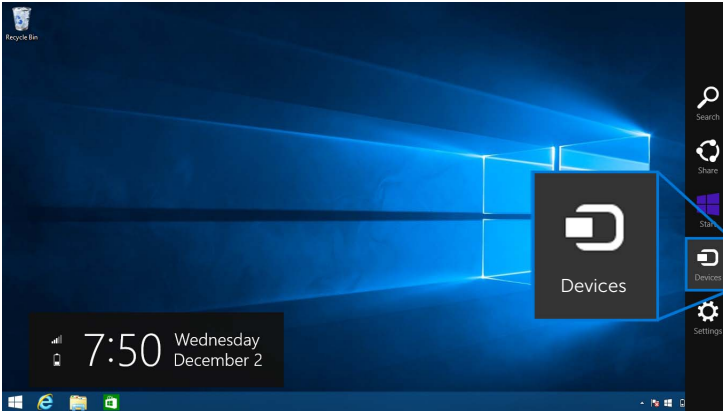 Recycle Bin
Search
Share
Start
Devices
Devices
Settings
7:50
Wednesday
December 2